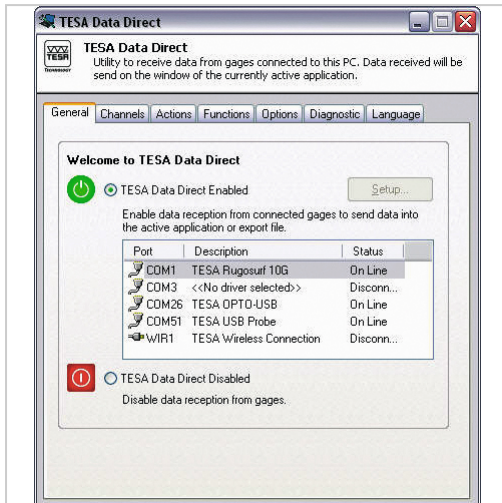 TESA Data Direct
TESA Data Direct
Utility to receive data from gages connected to this PC. Data received will be
send on the window of the currently active application.
TESA
TECHNOLOGY
General Channels Actions Functions Options Diagnostic Language
Welcome to TESA Data Direct
TESA Data Direct Enabled Setup...
Enable data reception from connected gages to send data into
the active application or export file.
Port Description Status
COM1 TESA Rugosurf 10G On Line
COM3 <<No driver selected>> Disconn...
COM26 TESA OPTO-USB On Line
COM51 TESA USB Probe On Line
WIR1 TESA Wireless Connection Disconn...
TESA Data Direct Disabled
Disable data reception from gages.